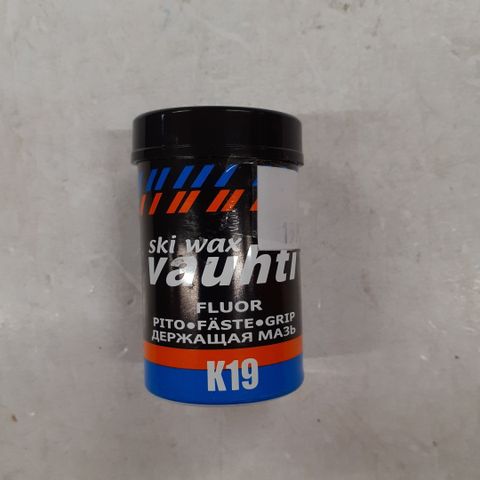 ski wax
vauhti
FLUOR
PITO•FÄSTE•GRIP
ДЕРЖАЩАЯ МАЗЬ
K19